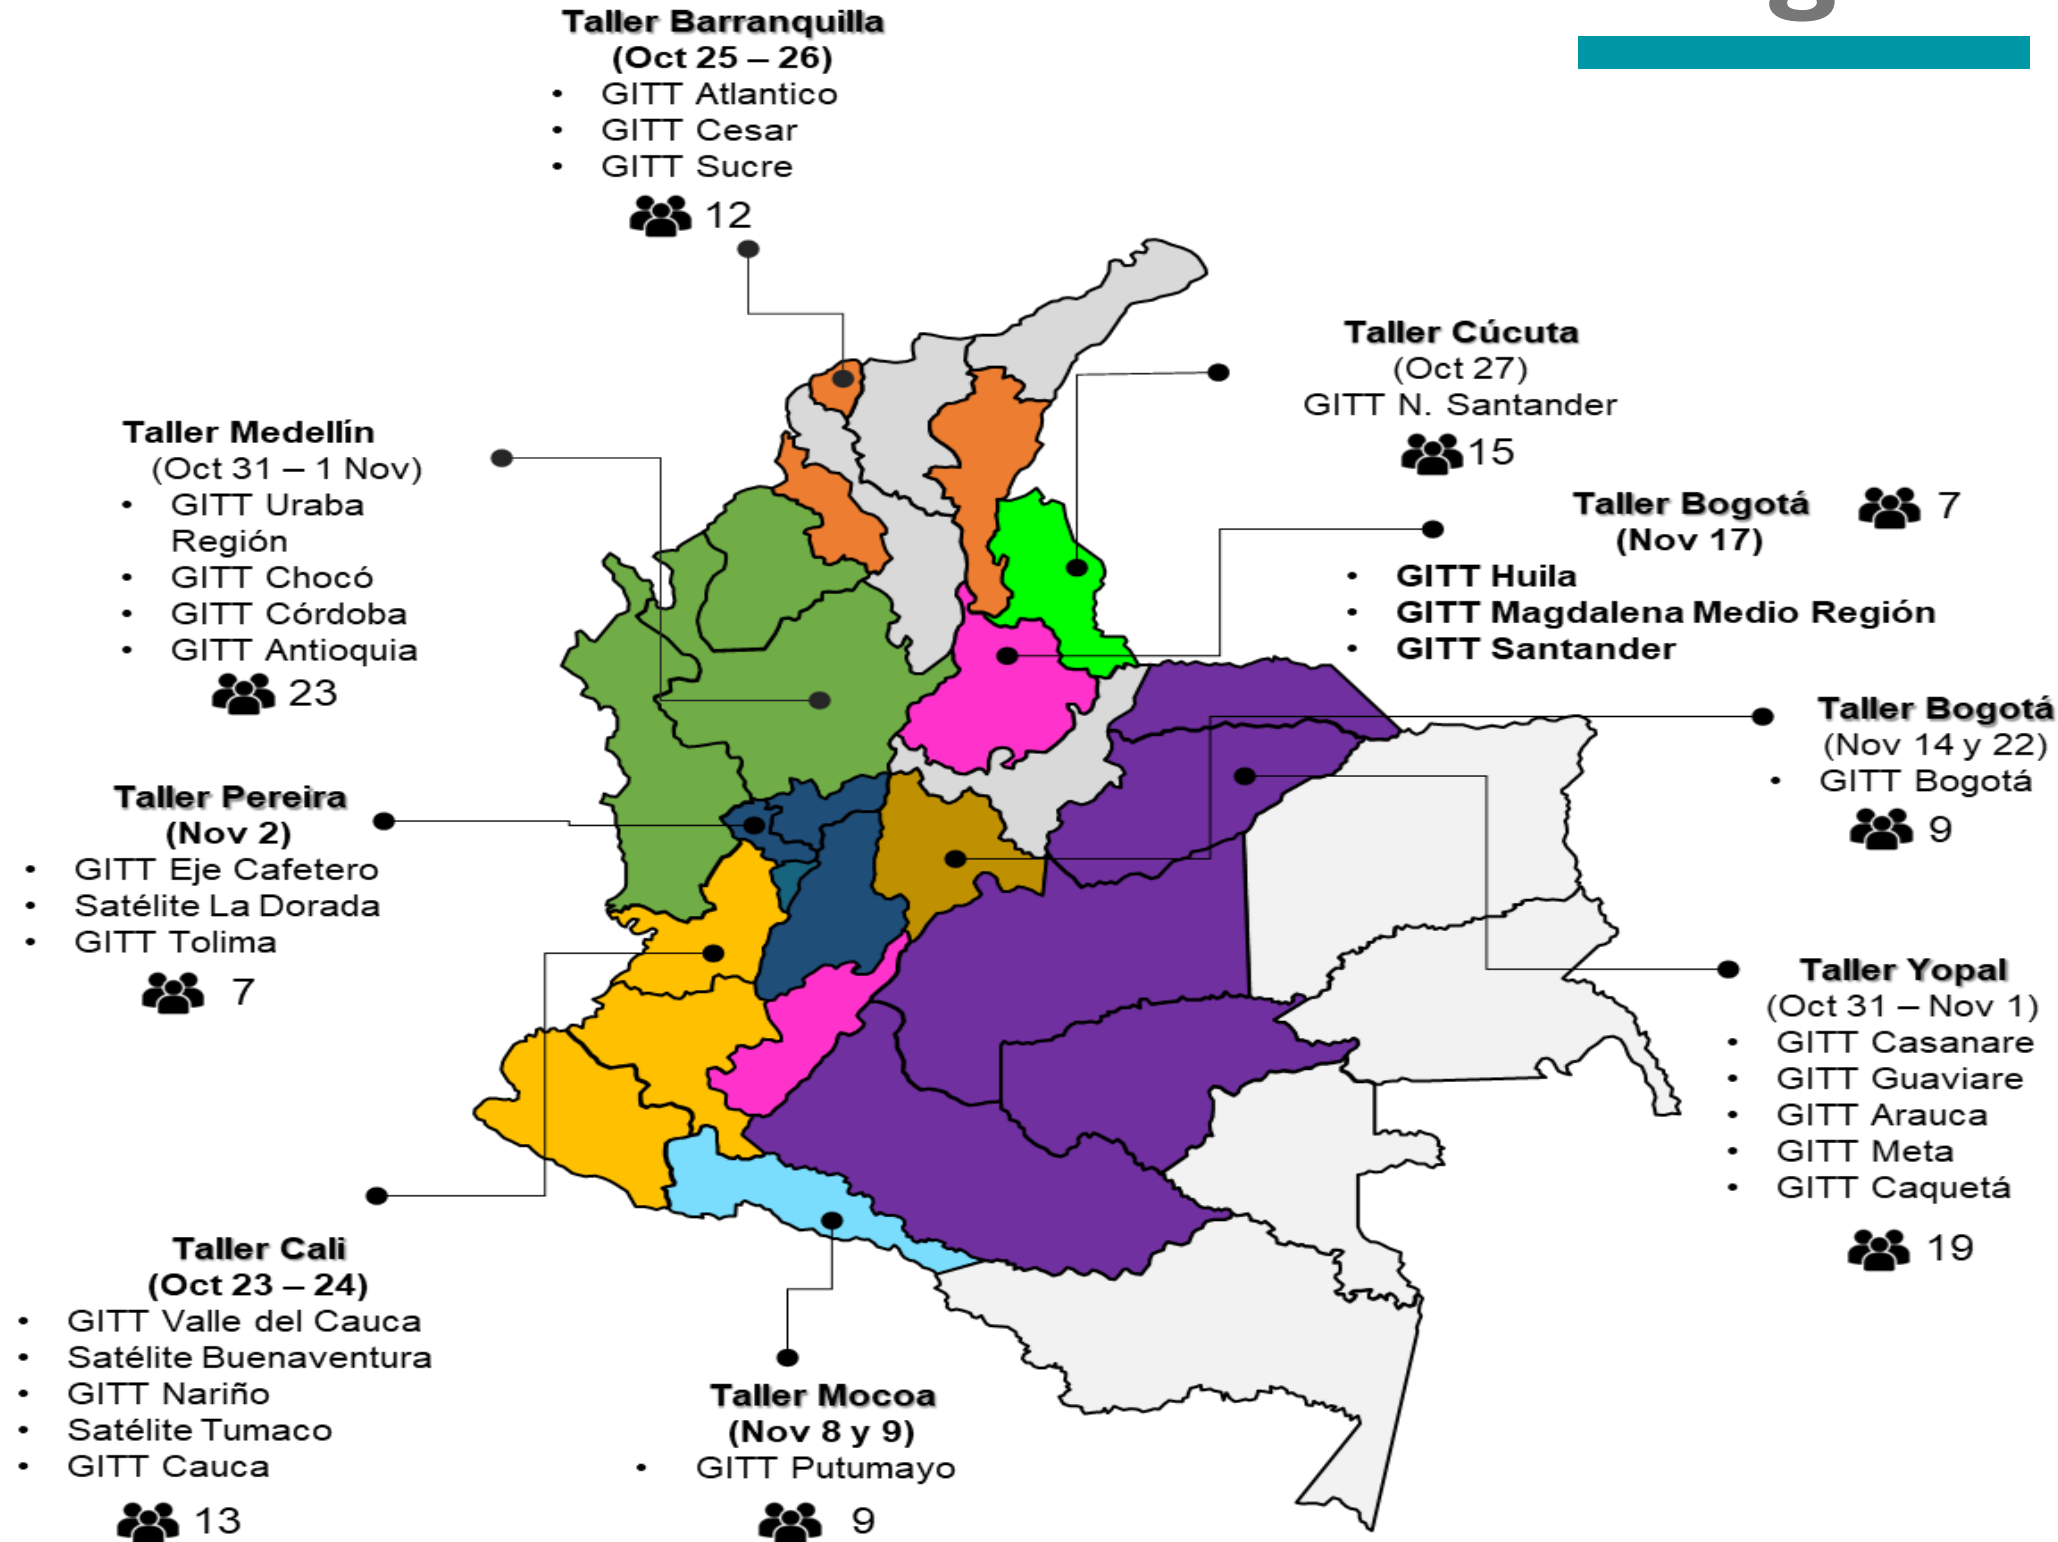 g
Taller Barranquilla
(Oct 25 – 26)
• GITT Atlantico
• GITT Cesar
• GITT Sucre
12
Taller Cúcuta
(Oct 27)
GITT N. Santander
15
Taller Medellín
(Oct 31 – 1 Nov)
• GITT Uraba
Región
• GITT Chocó
• GITT Córdoba
• GITT Antioquia
23
Taller Bogotá
7
(Nov 17)
• GITT Huila
• GITT Magdalena Medio Región
• GITT Santander
Taller Bogotá
(Nov 14 y 22)
• GITT Bogotá
9
Taller Pereira
(Nov 2)
• GITT Eje Cafetero
• Satélite La Dorada
• GITT Tolima
7
Taller Yopal
(Oct 31 – Nov 1)
• GITT Casanare
• GITT Guaviare
• GITT Arauca
• GITT Meta
• GITT Caquetá
19
Taller Cali
(Oct 23 – 24)
• GITT Valle del Cauca
• Satélite Buenaventura
• GITT Nariño
• Satélite Tumaco
• GITT Cauca
13
Taller Mocoa
(Nov 8 y 9)
• GITT Putumayo
9